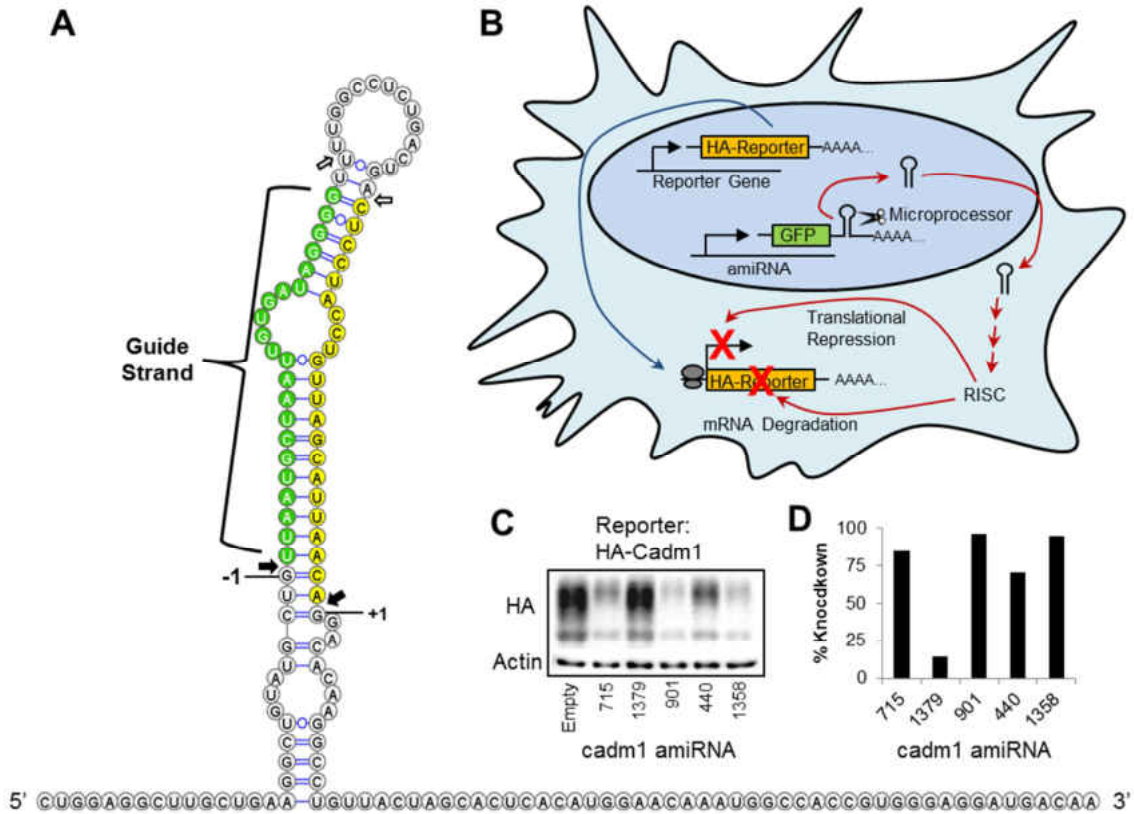 A
B
HA-Reporter
AAAA...
Reporter Gene
Microprocessor
GFP
AAAA...
amiRNA
Translational
Repression
HA-Reporter
AAAA...
RISC
mRNA Degradation
Guide
Strand
-1
+1
C
Reporter:
HA-Cadm1
HA
Actin
Empty
715
1379
901
440
1358
cadm1 amiRNA
D
% Knocdkown
100
75
50
25
0
715
1379
901
440
1358
cadm1 amiRNA
5' CUGGAGGCUUGCUGAA UGUUACUAGCACUCACAUGGAACAAAUGGCCACCGUGGGAGGAUGACAA 3'